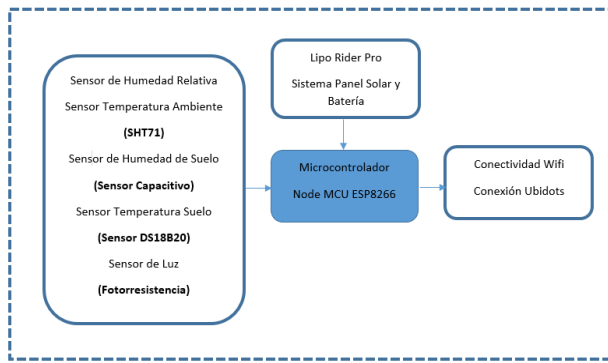 Sensor de Humedad Relativa
Sensor Temperatura Ambiente
(SHT71)
Sensor de Humedad de Suelo
(Sensor Capacitivo)
Sensor Temperatura Suelo
(Sensor DS18B20)
Sensor de Luz
(Fotorresistencia)
Lipo Rider Pro
Sistema Panel Solar y
Batería
Microcontrolador
Node MCU ESP8266
Conectividad Wifi
Conexión Ubidots